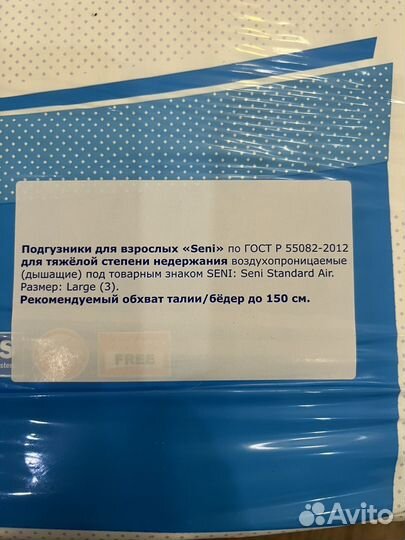 Подгузники для взрослых «Seni» по ГОСТ Р 55082-2012
для тяжёлой степени недержания воздухопроницаемые
(дышащие) под товарным знаком SENI: Seni Standard Air.
Размер: Large (3).
Рекомендуемый обхват талии/бёдер до 150 см.
S
FREE
Avito